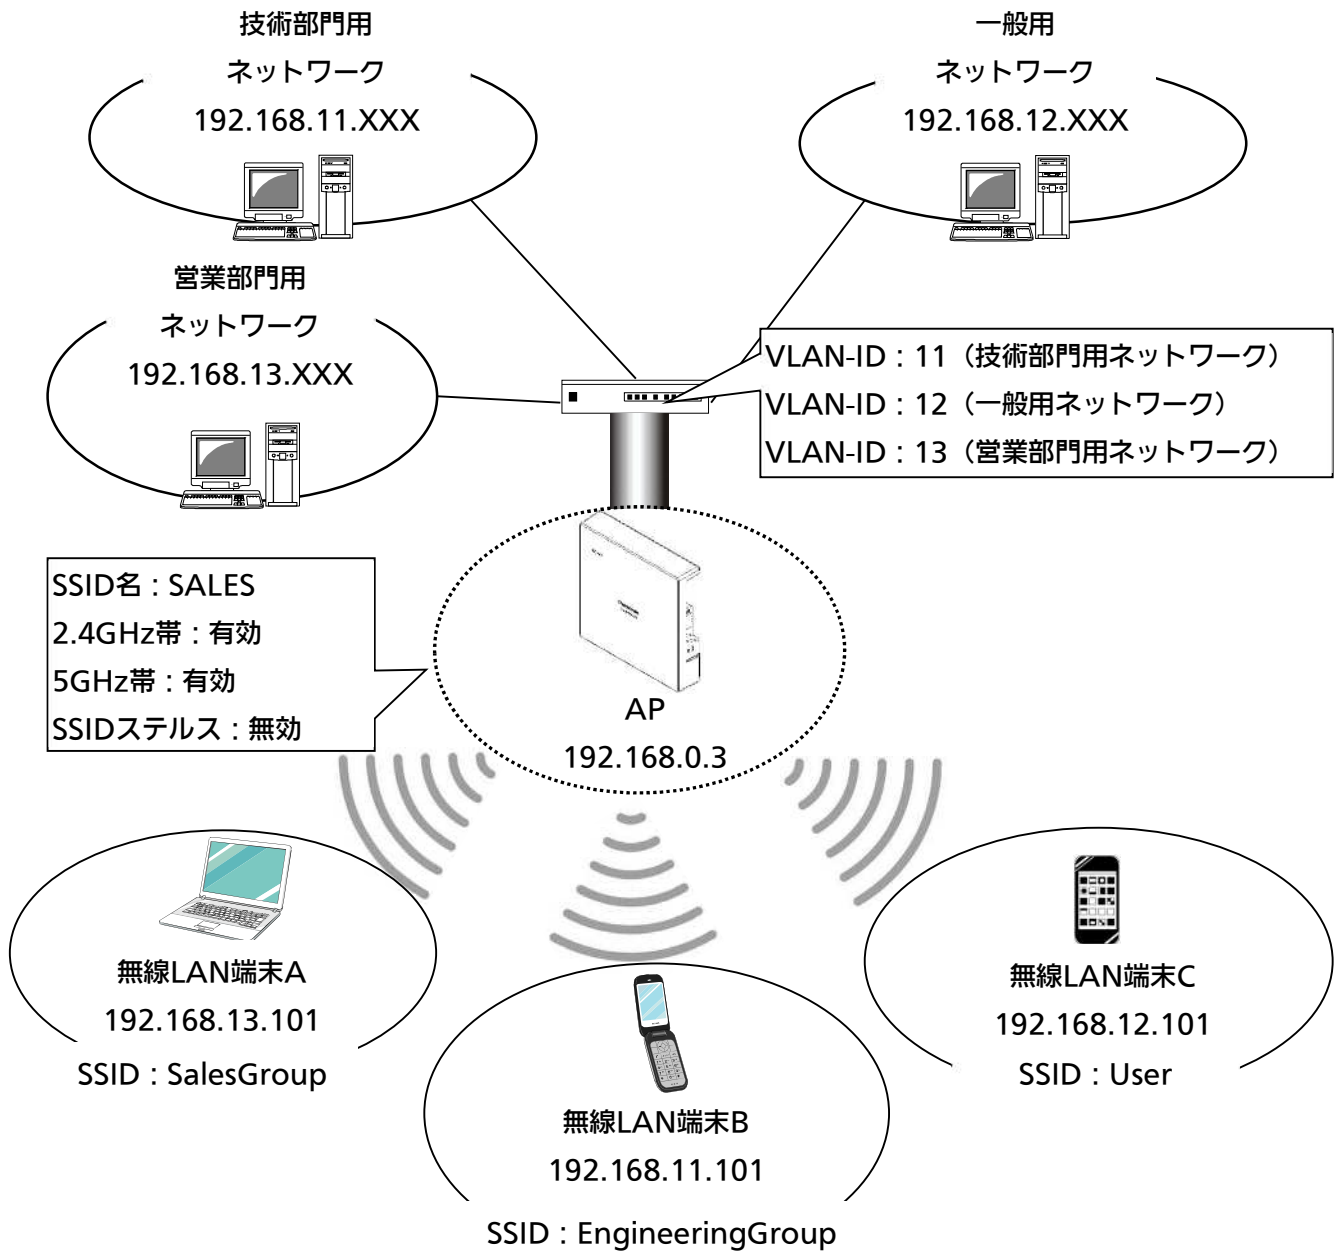 技術部門用
ネットワーク
192.168.11.XXX
一般用
ネットワーク
192.168.12.XXX
営業部門用
ネットワーク
192.168.13.XXX
VLAN-ID：11（技術部門用ネットワーク）
VLAN-ID：12（一般用ネットワーク）
VLAN-ID：13（営業部門用ネットワーク）
SSID名：SALES
2.4GHz帯：有効
5GHz帯：有効
SSIDステルス：無効
AP
192.168.0.3
無線LAN端末A
192.168.13.101
SSID：SalesGroup
無線LAN端末B
192.168.11.101
SSID：EngineeringGroup
無線LAN端末C
192.168.12.101
SSID：User